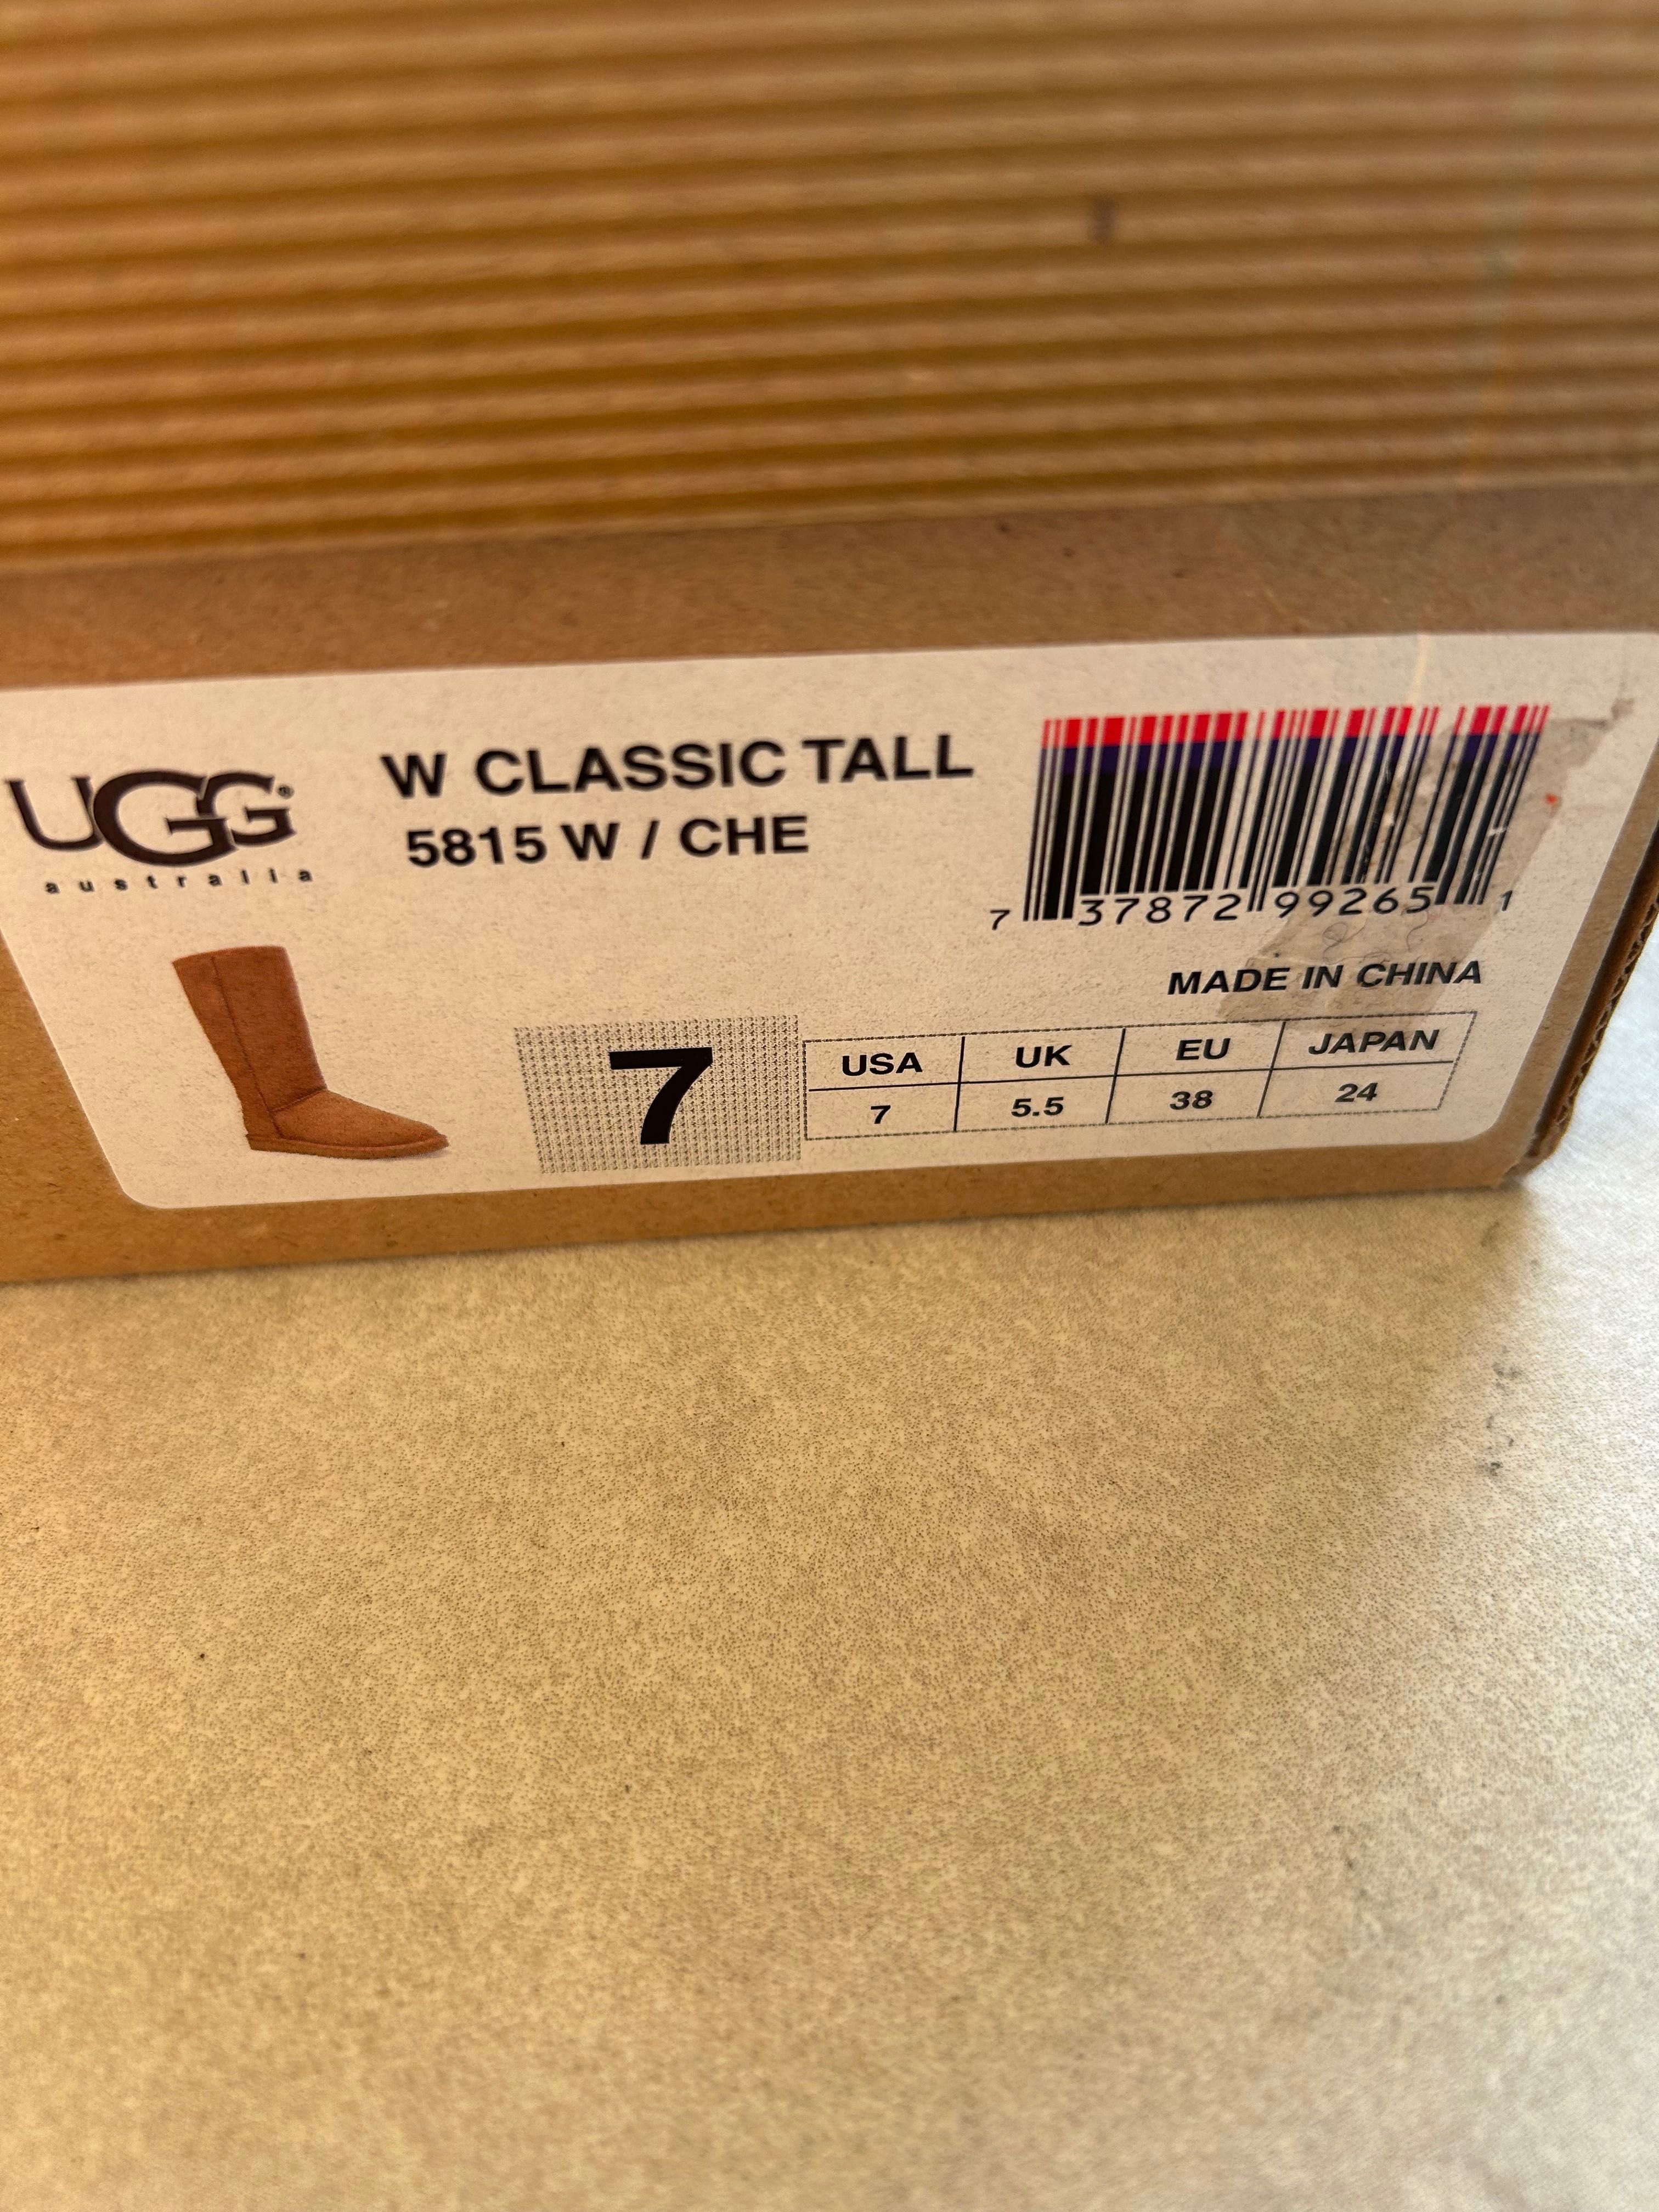 UGG®
australia
W CLASSIC TALL
5815 W / CHE
7 37872 99265 1
MADE IN CHINA
7
USA UK EU JAPAN
7 5.5 38 24